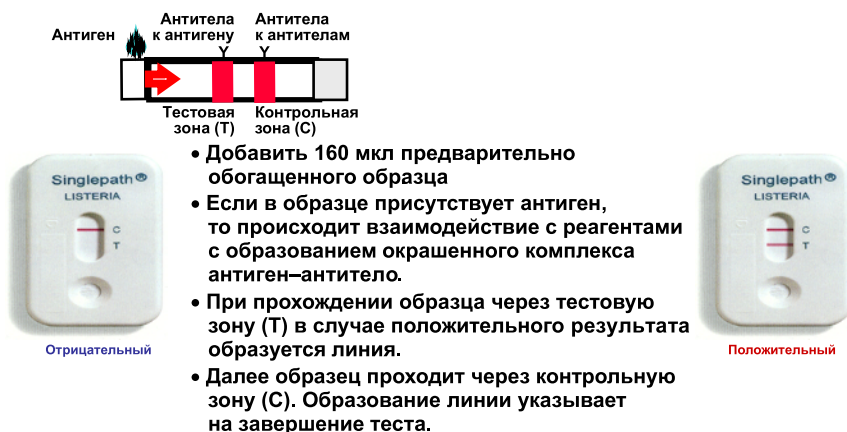 Антиген
Антитела
к антигену
Антитела
к антителам
Y
Y
Тестовая
зона (Т)
Контрольная
зона (С)
• Добавить 160 мкл предварительно
обогащенного образца
• Если в образце присутствует антиген,
то происходит взаимодействие с реагентами
с образованием окрашенного комплекса
антиген–антитело.
• При прохождении образца через тестовую
зону (Т) в случае положительного результата
образуется линия.
• Далее образец проходит через контрольную
зону (С). Образование линии указывает
на завершение теста.
Singlepath®
LISTERIA
C
T
Отрицательный
Singlepath®
LISTERIA
C
T
Положительный